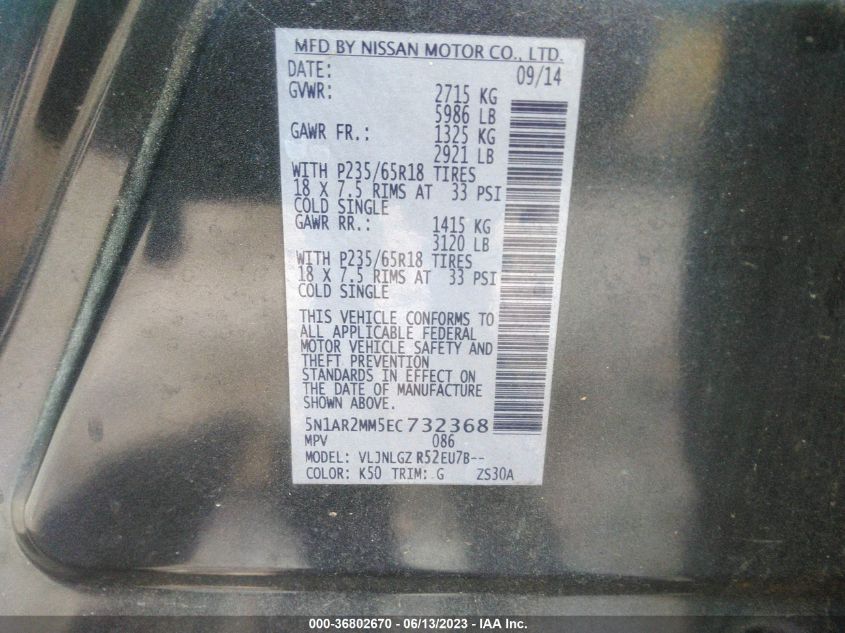 MFD BY NISSAN MOTOR CO., LTD.
DATE: 09/14
GVWR: 2715 KG
5986 LB
GAWR FR.: 1325 KG
2921 LB
WITH P235/65R18 TIRES
18 X 7.5 RIMS AT 33 PSI
COLD SINGLE
GAWR RR.: 1415 KG
3120 LB
WITH P235/65R18 TIRES
18 X 7.5 RIMS AT 33 PSI
COLD SINGLE
THIS VEHICLE CONFORMS TO
ALL APPLICABLE FEDERAL
MOTOR VEHICLE SAFETY AND
THEFT PREVENTION
STANDARDS IN EFFECT ON
THE DATE OF MANUFACTURE
SHOWN ABOVE.
5N1AR2MM5EC732368
MPV 086
MODEL: VLJNLGZ R52EU7B--
COLOR: K50 TRIM: G ZS30A
000-36802670 - 06/13/2023 - IAA Inc.